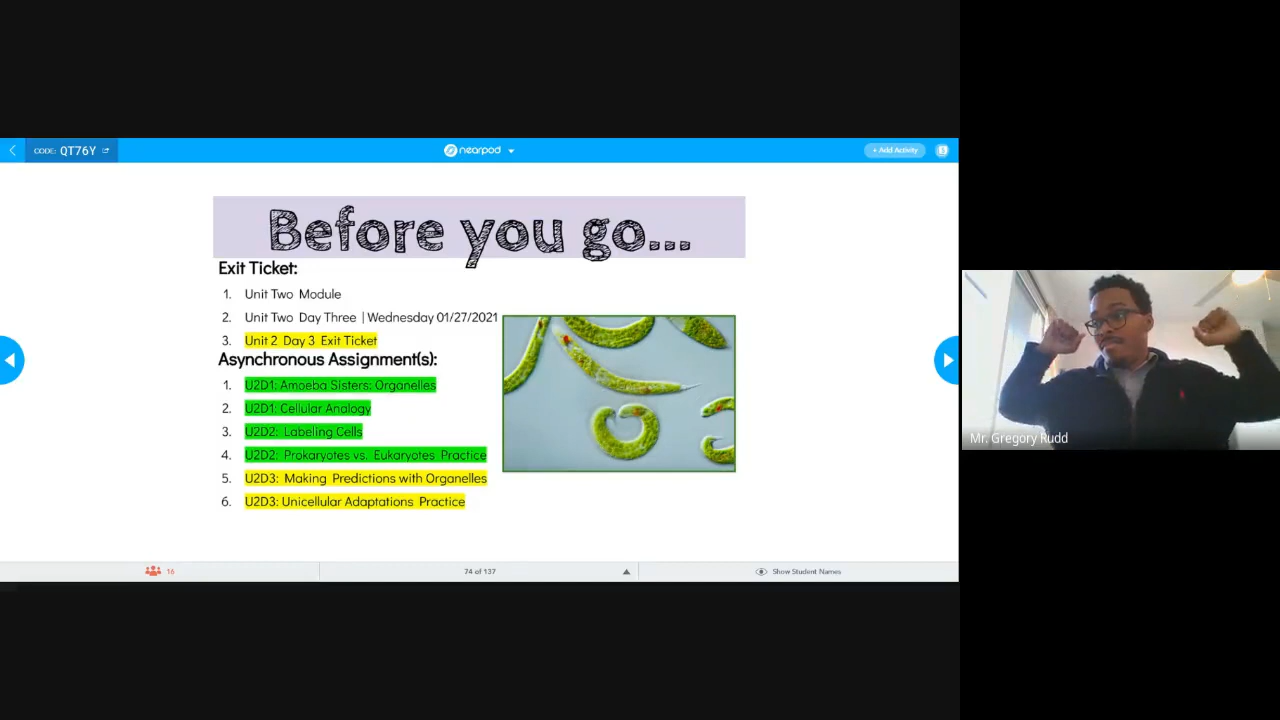 CODE: QT76Y
nearpod
+ Add Activity
Before you go...
Exit Ticket:
1. Unit Two Module
2. Unit Two Day Three | Wednesday 01/27/2021
3. Unit 2 Day 3 Exit Ticket
Asynchronous Assignment(s):
1. U2D1: Amoeba Sisters: Organelles
2. U2D1: Cellular Analogy
3. U2D2: Labeling Cells
4. U2D2: Prokaryotes vs. Eukaryotes Practice
5. U2D3: Making Predictions with Organelles
6. U2D3: Unicellular Adaptations Practice
Mr. Gregory Rudd
16
74 of 137
Show Student Names